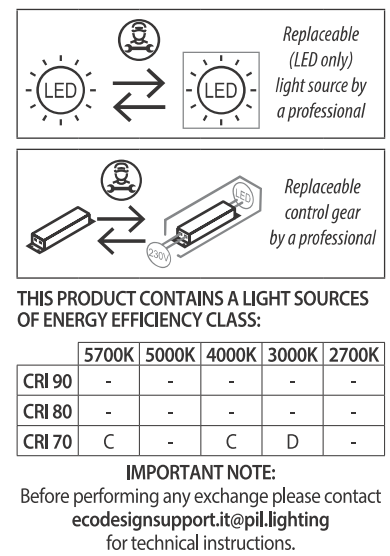 LED
LED
Replaceable
(LED only)
light source by
a professional
LED
230V
Replaceable
control gear
by a professional
THIS PRODUCT CONTAINS A LIGHT SOURCES
OF ENERGY EFFICIENCY CLASS:
5700K 5000K 4000K 3000K 2700K
CRI 90 - - - - -
CRI 80 - - - - -
CRI 70 C - C D -
IMPORTANT NOTE:
Before performing any exchange please contact
ecodesignsupport.it@pil.lighting
for technical instructions.